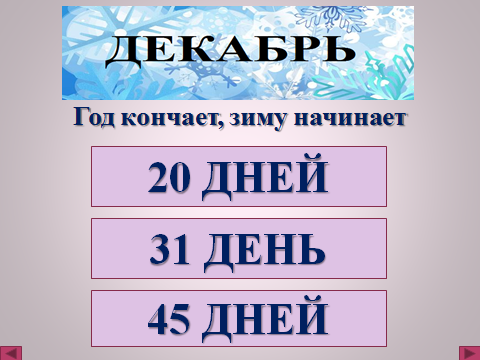 ДЕКАБРЬ
Год кончает, зиму начинает
20 ДНЕЙ
31 ДЕНЬ
45 ДНЕЙ